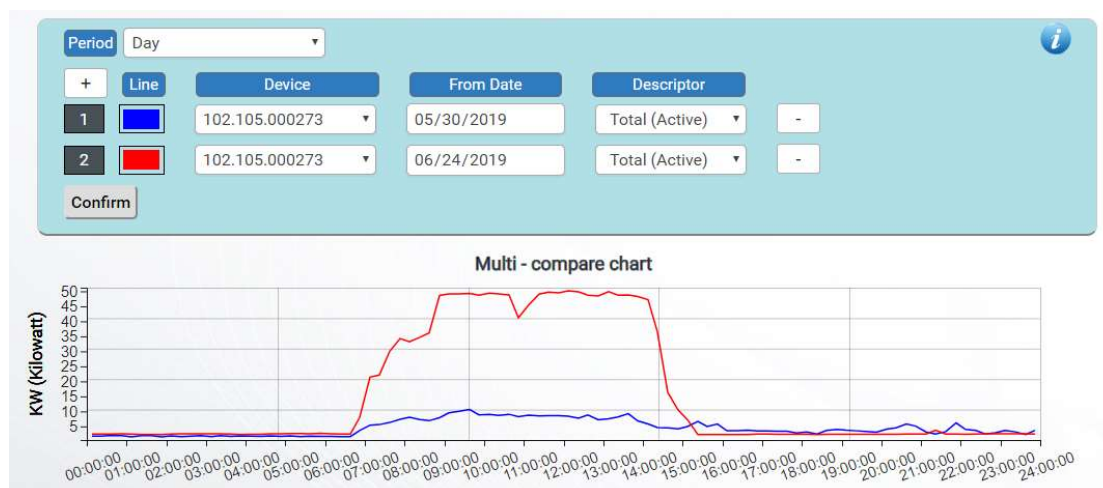 Period Day
i
+ Line Device From Date Descriptor
1 102.105.000273 05/30/2019 Total (Active) -
2 102.105.000273 06/24/2019 Total (Active) -
Confirm
Multi - compare chart
KW (Kilowatt)
50
45
40
35
30
25
20
15
10
5
00:00:00 01:00:00 02:00:00 03:00:00 04:00:00 05:00:00 06:00:00 07:00:00 08:00:00 09:00:00 10:00:00 11:00:00 12:00:00 13:00:00 14:00:00 15:00:00 16:00:00 17:00:00 18:00:00 19:00:00 20:00:00 21:00:00 22:00:00 23:00:00 24:00:00